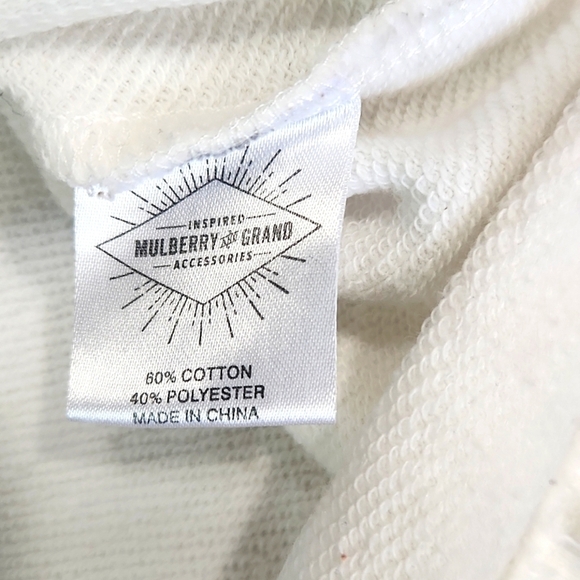 INSPIRED
MULBERRY AND GRAND
ACCESSORIES
60% COTTON
40% POLYESTER
MADE IN CHINA